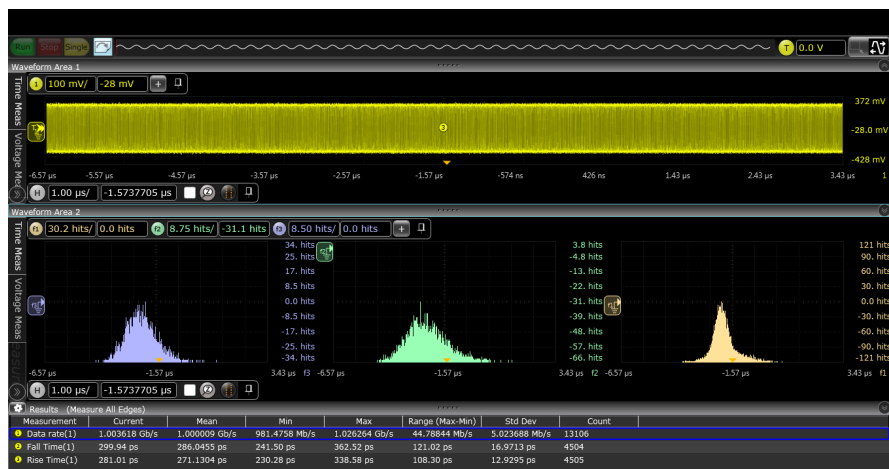 Run Stop Single T 0.0 V
Waveform Area 1
Time Meas
Voltage Me
1 100 mV/ -28 mV +
372 mV
-28.0 mV
-428 mV
3
-6.57 µs -5.57 µs -4.57 µs -3.57 µs -2.57 µs -1.57 µs -574 ns 426 ns 1.43 µs 2.43 µs 3.43 µs 1
H 1.00 µs/ -1.5737705 µs
Waveform Area 2
Time Meas
Voltage Meas
f1 30.2 hits/ 0.0 hits f2 8.75 hits/ -31.1 hits f3 8.50 hits/ 0.0 hits +
34. hits 3.8 hits 121 hits
25. hits -4.8 hits 90. hits
17. hits -13. hits 60. hits
8.5 hits -22. hits 30. hits
0.0 hits -31. hits 0.0 hits
-8.5 hits -39. hits -30. hits
-17. hits -48. hits -60. hits
-25. hits -57. hits -90. hits
-34. hits -66. hits -121 hits
-6.57 µs -1.57 µs 3.43 µs f3 -6.57 µs -1.57 µs 3.43 µs f2 -6.57 µs -1.57 µs 3.43 µs f1
H 1.00 µs/ -1.5737705 µs
Results (Measure All Edges)
Measurement Current Mean Min Max Range (Max-Min) Std Dev Count
Data rate(1) 1.003618 Gb/s 1.000009 Gb/s 981.4758 Mb/s 1.026264 Gb/s 44.78844 Mb/s 5.023688 Mb/s 13106
2 Fall Time(1) 299.94 ps 286.0455 ps 241.50 ps 362.52 ps 121.02 ps 16.9713 ps 4504
3 Rise Time(1) 281.01 ps 271.1304 ps 230.28 ps 338.58 ps 108.30 ps 12.9295 ps 4505